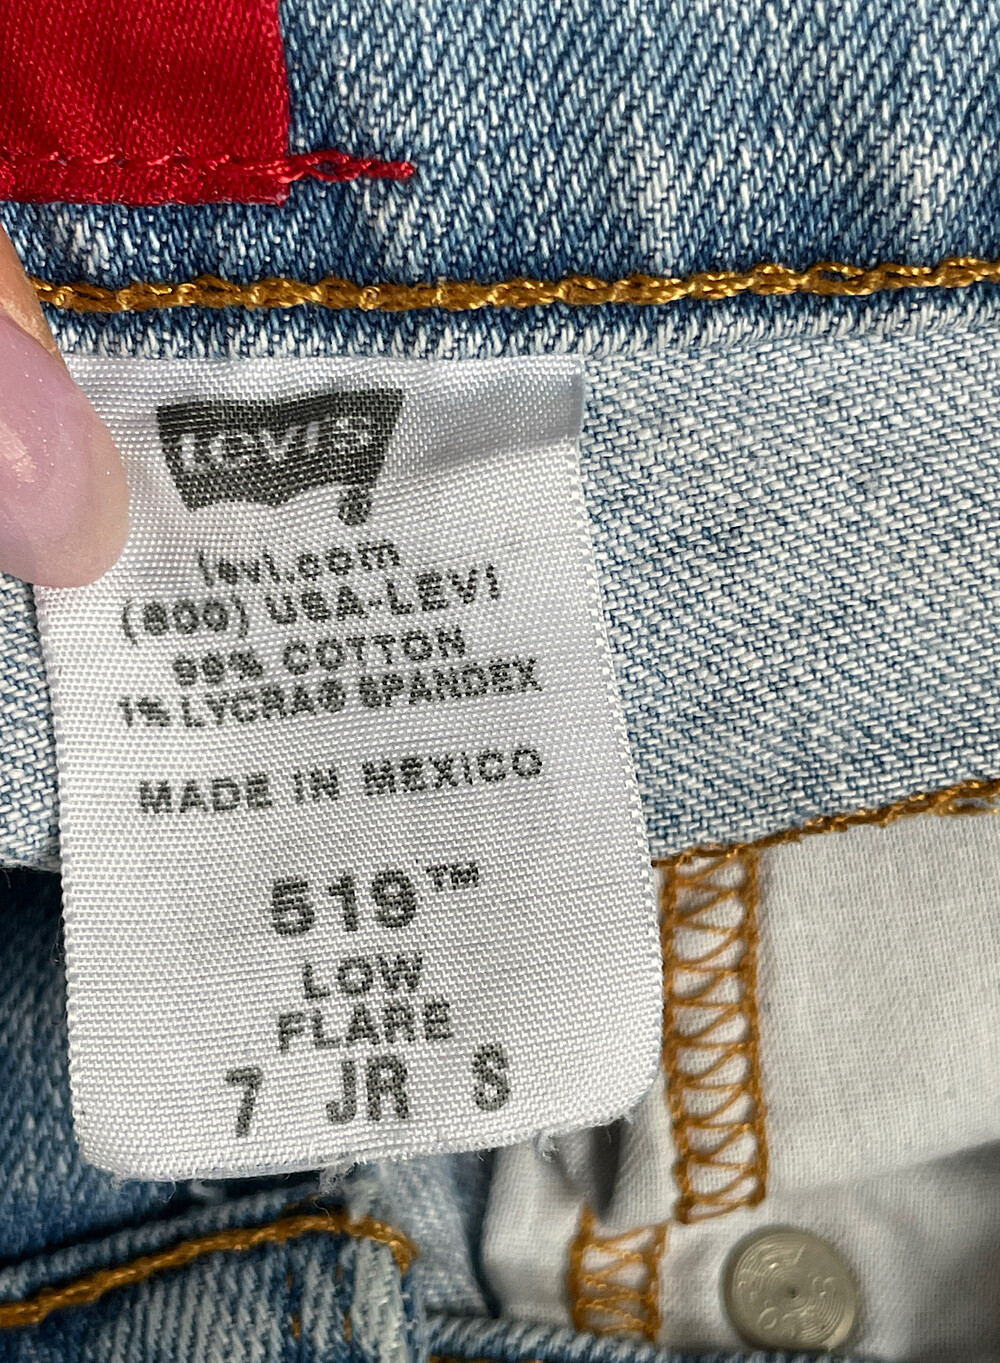 Levi's
®
levi.com
(800) USA-LEVI
99% COTTON
1% LYCRA® SPANDEX
MADE IN MEXICO
519™
LOW
FLARE
7 JR S